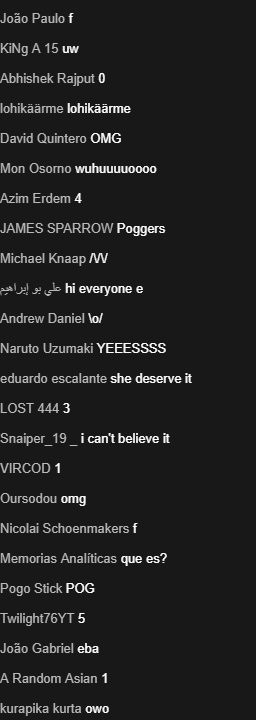 João Paulo f
KiNg A 15 uw
Abhishek Rajput 0
lohikäärme lohikäärme
David Quintero OMG
Mon Osorno wuhuuuuoooo
Azim Erdem 4
JAMES SPARROW Poggers
Michael Knaap /\/\/
علي بو إبراهيم hi everyone e
Andrew Daniel \o/
Naruto Uzumaki YEEESSSS
eduardo escalante she deserve it
LOST 444 3
Snaiper_19 _ i can't believe it
VIRCOD 1
Oursodou omg
Nicolai Schoenmakers f
Memorias Analíticas que es?
Pogo Stick POG
Twilight76YT 5
João Gabriel eba
A Random Asian 1
kurapika kurta owo